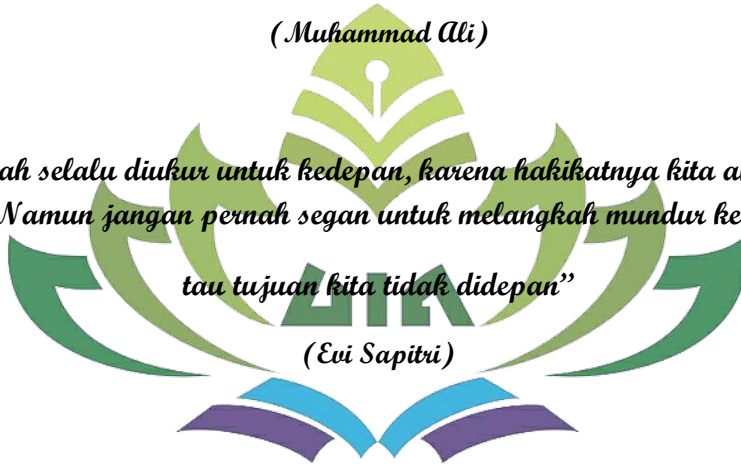 (Muhammad Ali)
ah selalu diukur untuk kedepan, karena hakikatnya kita a
Namun jangan pernah segan untuk melangkah mundur ke
tau tujuan kita tidak didepan”
UIN
(Evi Sapitri)